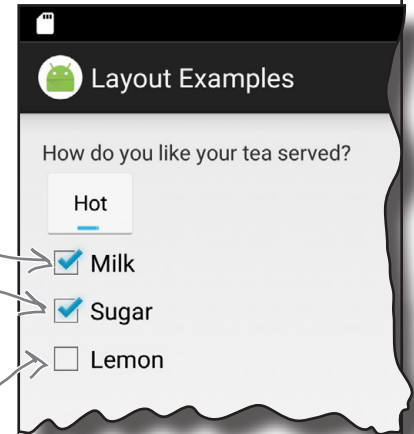 Layout Examples
How do you like your tea served?
Hot
Milk
Sugar
Lemon